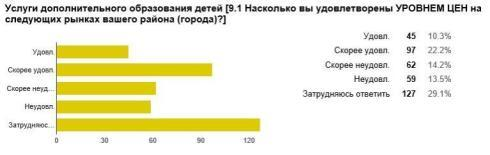 Услуги дополнительного образования детей [9.1 Насколько вы удовлетворены УРОВНЕМ ЦЕН на
следующих рынках вашего района (города)?]
Удовл. 45 10.3%
Скорее удовл. 97 22.2%
Скорее неудовл. 62 14.2%
Неудовл. 59 13.5%
Затрудняюсь ответить 127 29.1%
Удовл.
Скорее удовл.
Скорее неуд…
Неудовл.
Затрудняюс…
0 30 60 90 120